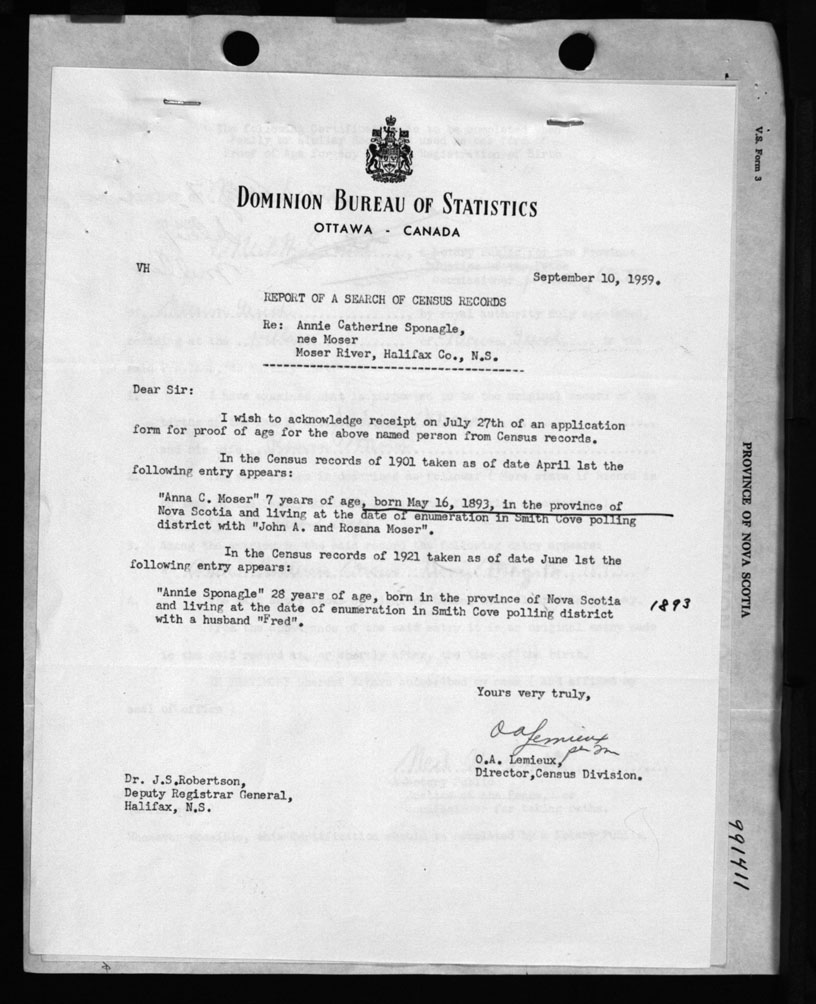 DOMINION BUREAU OF STATISTICS
OTTAWA - CANADA
VH
September 10, 1959.
REPORT OF A SEARCH OF CENSUS RECORDS
Re: Annie Catherine Sponagle,
nee Moser
Moser River, Halifax Co., N.S.
Dear Sir:
I wish to acknowledge receipt on July 27th of an application
form for proof of age for the above named person from Census records.
In the Census records of 1901 taken as of date April 1st the
following entry appears:
"Anna C. Moser" 7 years of age, born May 16, 1893, in the province of
Nova Scotia and living at the date of enumeration in Smith Cove polling
district with "John A. and Rosana Moser".
In the Census records of 1921 taken as of date June 1st the
following entry appears:
"Annie Sponagle" 28 years of age, born in the province of Nova Scotia
and living at the date of enumeration in Smith Cove polling district
with a husband "Fred".
1893
Yours very truly,
O A Lemieux
per m
O.A. Lemieux,
Director,Census Division.
Dr. J.S.Robertson,
Deputy Registrar General,
Halifax, N.S.
V.S. Form 3
PROVINCE OF NOVA SCOTIA
991411